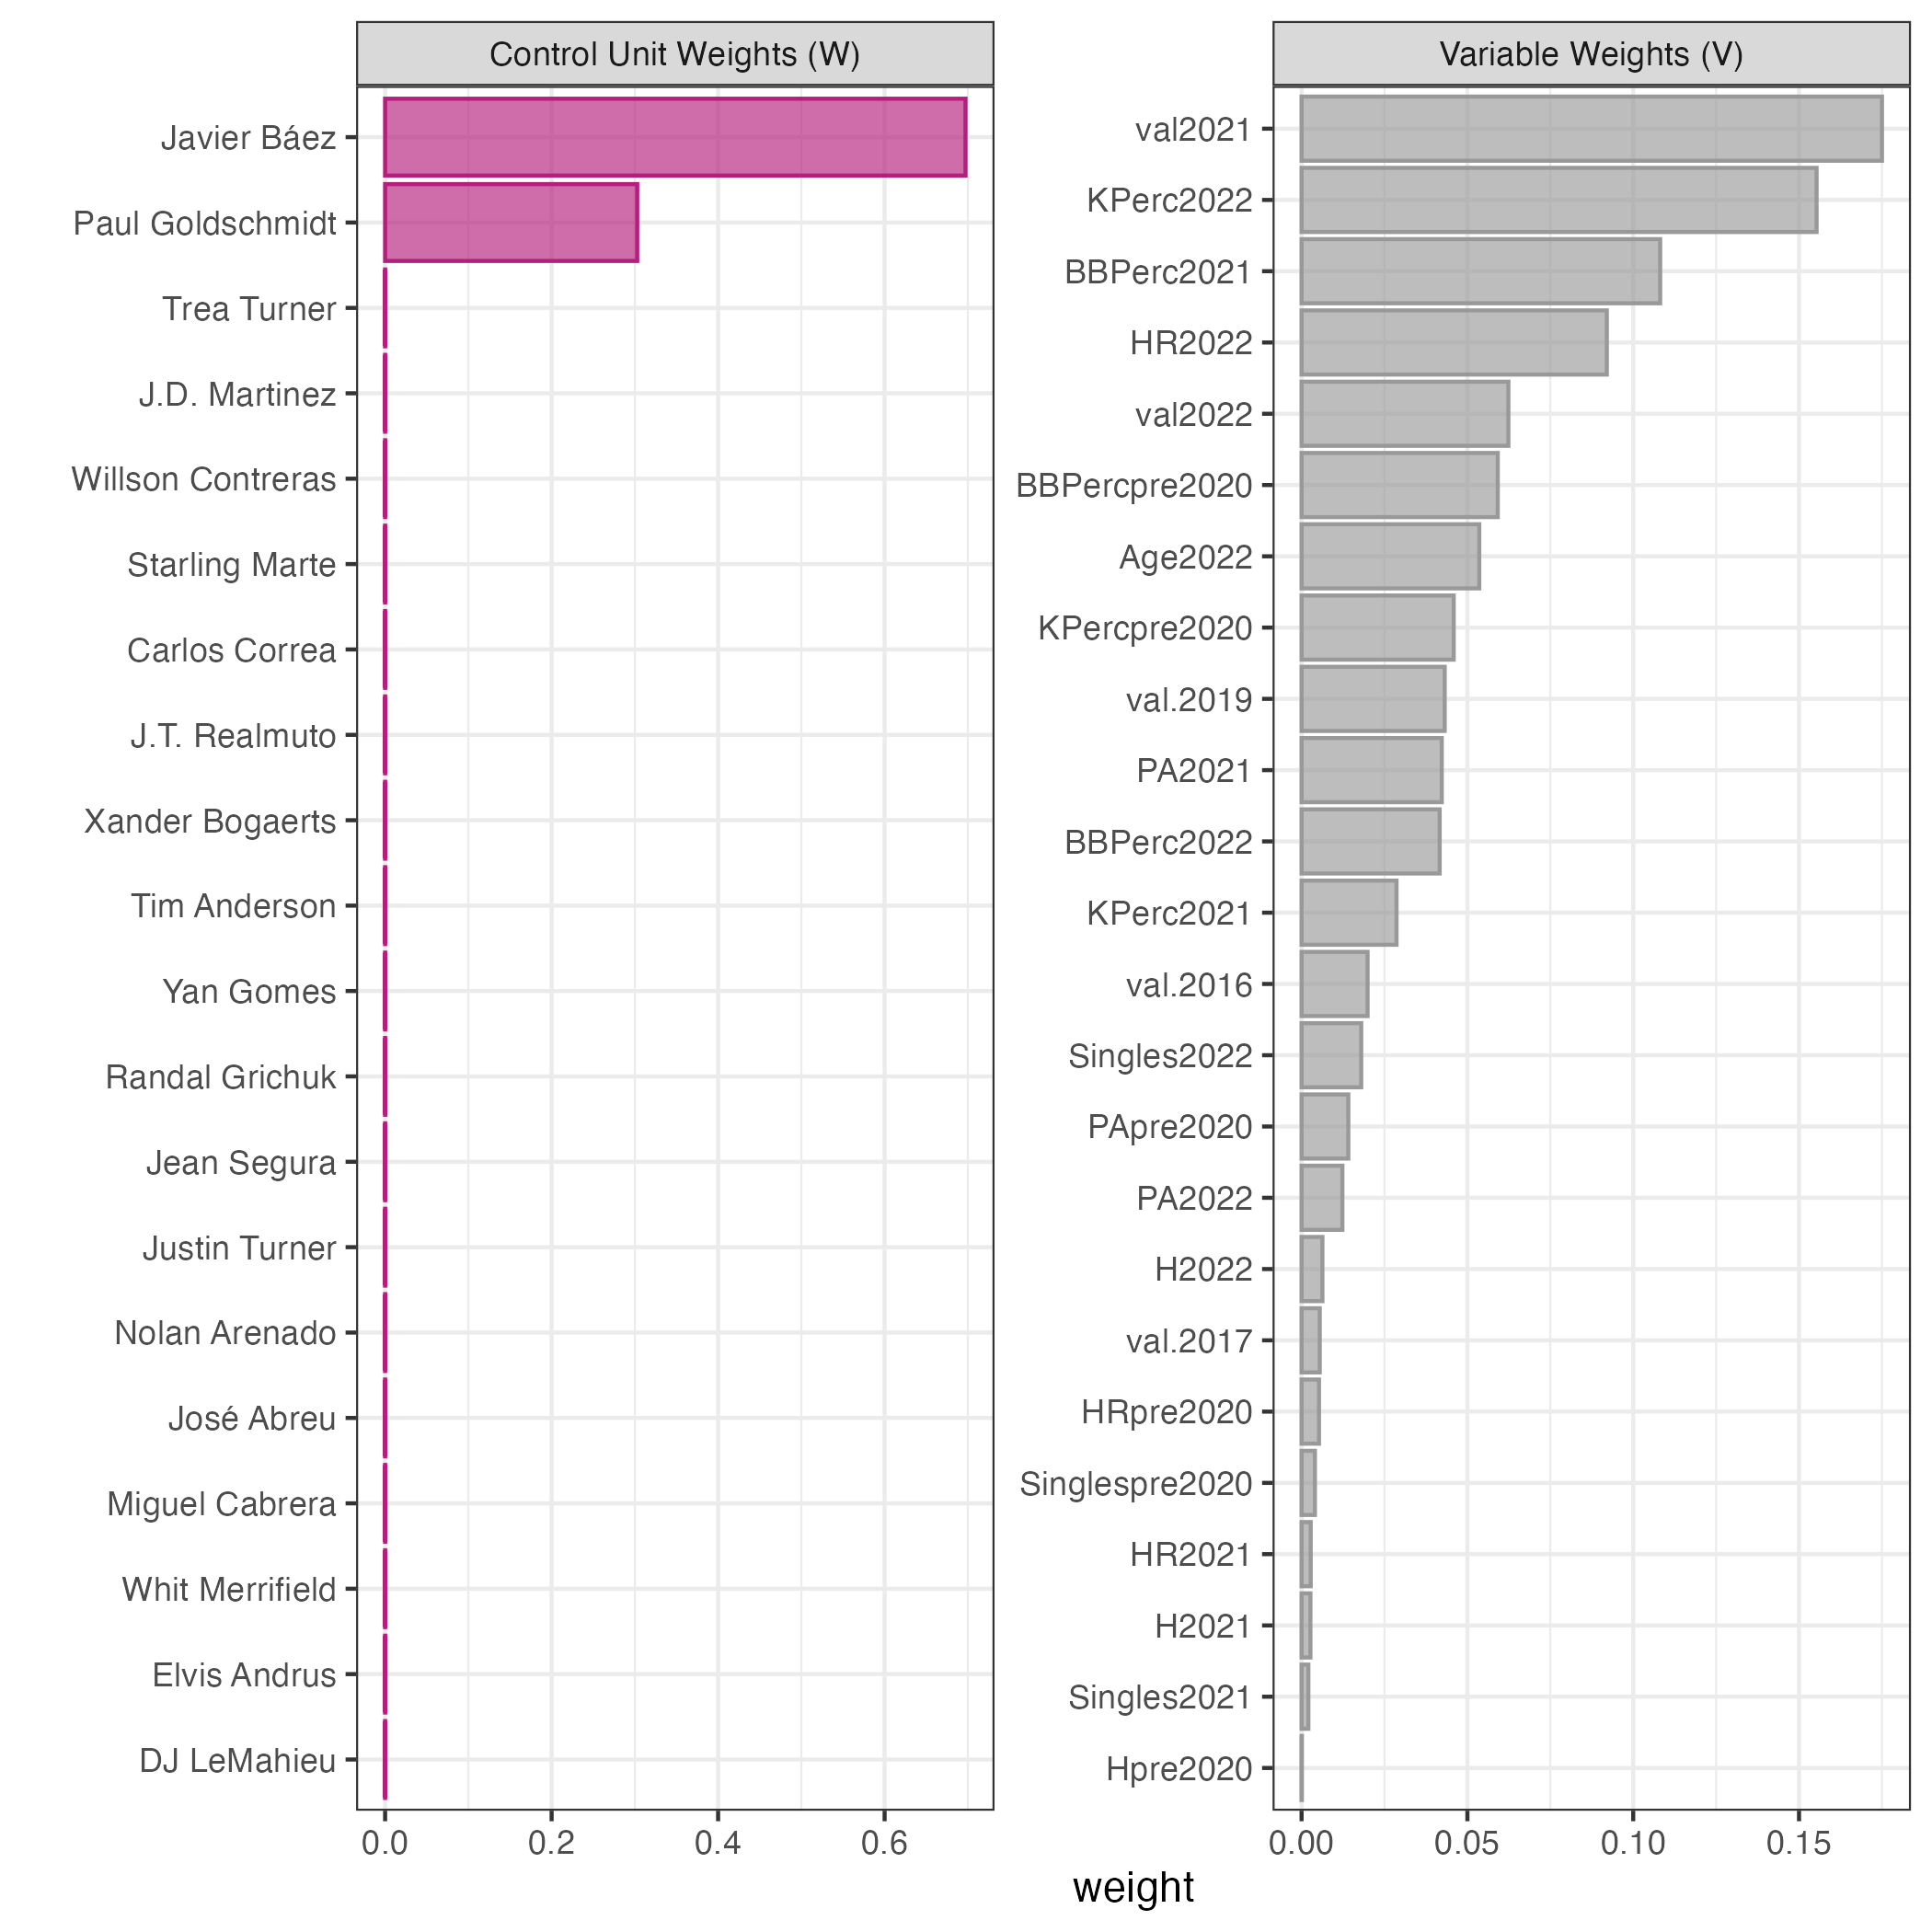 Control Unit Weights (W)
Javier Báez
Paul Goldschmidt
Trea Turner
J.D. Martinez
Willson Contreras
Starling Marte
Carlos Correa
J.T. Realmuto
Xander Bogaerts
Tim Anderson
Yan Gomes
Randal Grichuk
Jean Segura
Justin Turner
Nolan Arenado
José Abreu
Miguel Cabrera
Whit Merrifield
Elvis Andrus
DJ LeMahieu
0.0 0.2 0.4 0.6
Variable Weights (V)
val2021
KPerc2022
BBPerc2021
HR2022
val2022
BBPercpre2020
Age2022
KPercpre2020
val.2019
PA2021
BBPerc2022
KPerc2021
val.2016
Singles2022
PApre2020
PA2022
H2022
val.2017
HRpre2020
Singlespre2020
HR2021
H2021
Singles2021
Hpre2020
0.00 0.05 0.10 0.15
weight